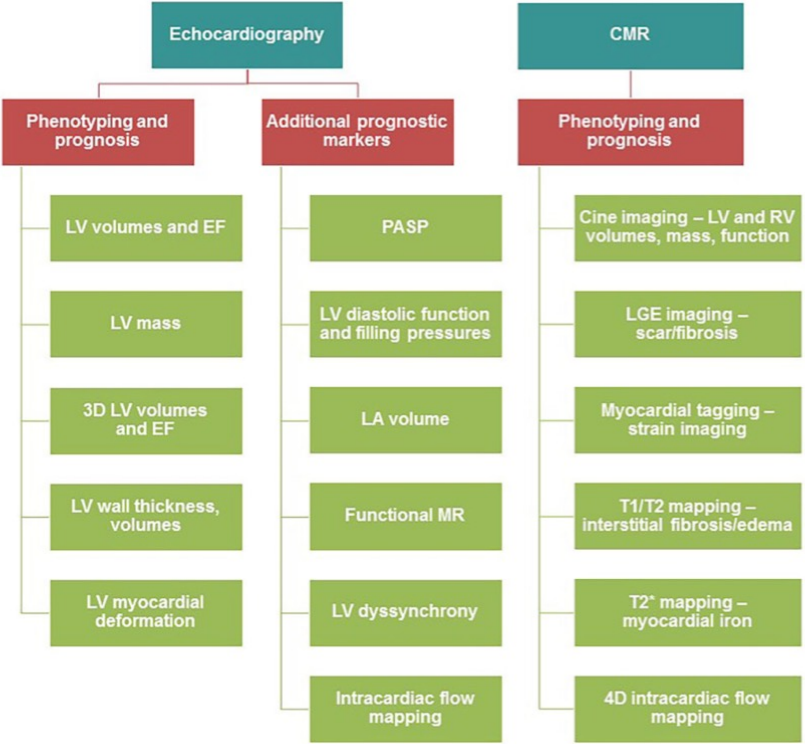 Echocardiography
CMR
Phenotyping and
prognosis
Additional prognostic
markers
Phenotyping and
prognosis
LV volumes and EF
LV mass
3D LV volumes
and EF
LV wall thickness,
volumes
LV myocardial
deformation
PASP
LV diastolic function
and filling pressures
LA volume
Functional MR
LV dyssynchrony
Intracardiac flow
mapping
Cine imaging – LV and RV
volumes, mass, function
LGE imaging –
scar/fibrosis
Myocardial tagging –
strain imaging
T1/T2 mapping –
interstitial fibrosis/edema
T2* mapping –
myocardial iron
4D intracardiac flow
mapping